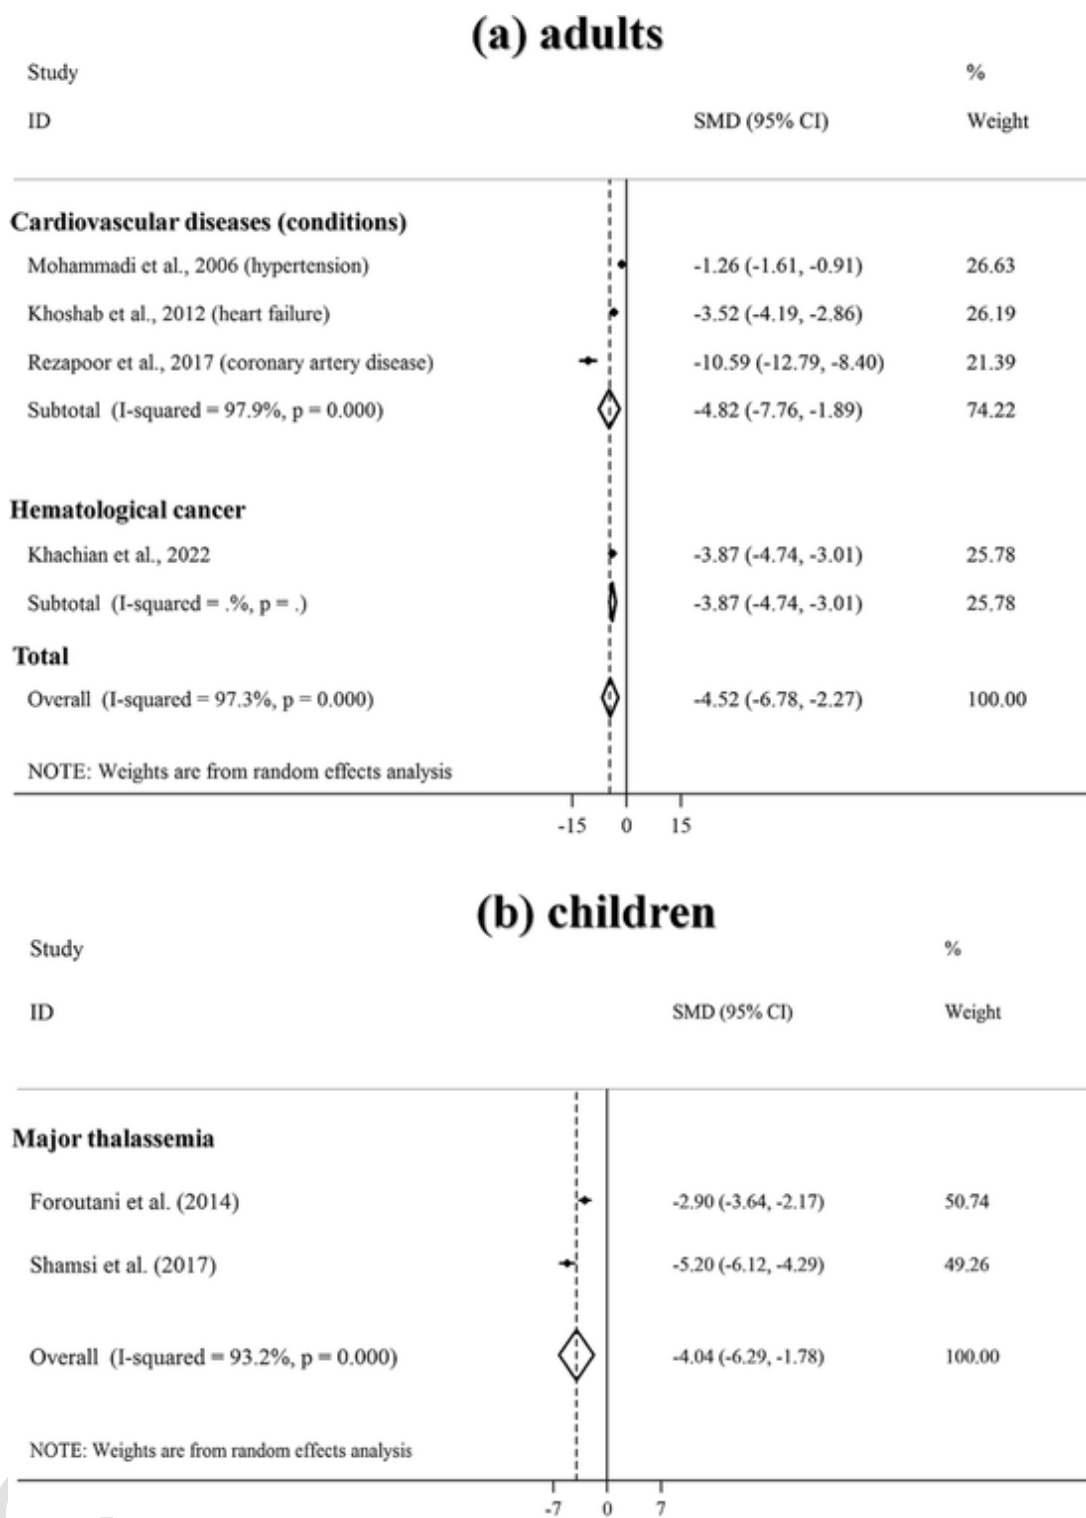 (a) adults
Study %
ID SMD (95% CI) Weight
Cardiovascular diseases (conditions)
Mohammadi et al., 2006 (hypertension) -1.26 (-1.61, -0.91) 26.63
Khoshab et al., 2012 (heart failure) -3.52 (-4.19, -2.86) 26.19
Rezapoor et al., 2017 (coronary artery disease) -10.59 (-12.79, -8.40) 21.39
Subtotal (I-squared = 97.9%, p = 0.000) -4.82 (-7.76, -1.89) 74.22
Hematological cancer
Khachian et al., 2022 -3.87 (-4.74, -3.01) 25.78
Subtotal (I-squared = .%, p = .) -3.87 (-4.74, -3.01) 25.78
Total
Overall (I-squared = 97.3%, p = 0.000) -4.52 (-6.78, -2.27) 100.00
NOTE: Weights are from random effects analysis
-15 0 15
(b) children
Study %
ID SMD (95% CI) Weight
Major thalassemia
Foroutani et al. (2014) -2.90 (-3.64, -2.17) 50.74
Shamsi et al. (2017) -5.20 (-6.12, -4.29) 49.26
Overall (I-squared = 93.2%, p = 0.000) -4.04 (-6.29, -1.78) 100.00
NOTE: Weights are from random effects analysis
-7 0 7